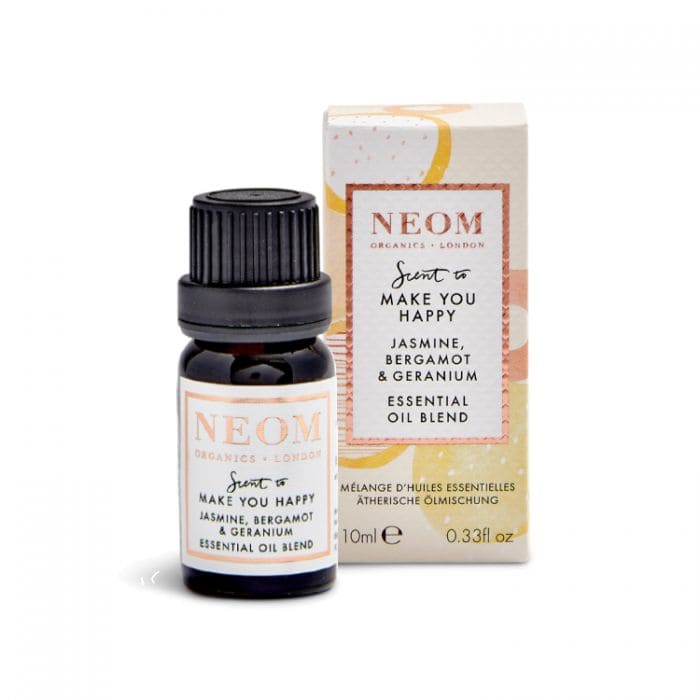 NEOM
ORGANICS • LONDON
Scent to
MAKE YOU HAPPY
JASMINE, BERGAMOT
& GERANIUM
ESSENTIAL OIL BLEND
NEOM
ORGANICS • LONDON
Scent to
MAKE YOU
HAPPY
JASMINE,
BERGAMOT
& GERANIUM
ESSENTIAL
OIL BLEND
MÉLANGE D'HUILES ESSENTIELLES
ÄTHERISCHE ÖLMISCHUNG
10ml ℮ 0.33fl oz